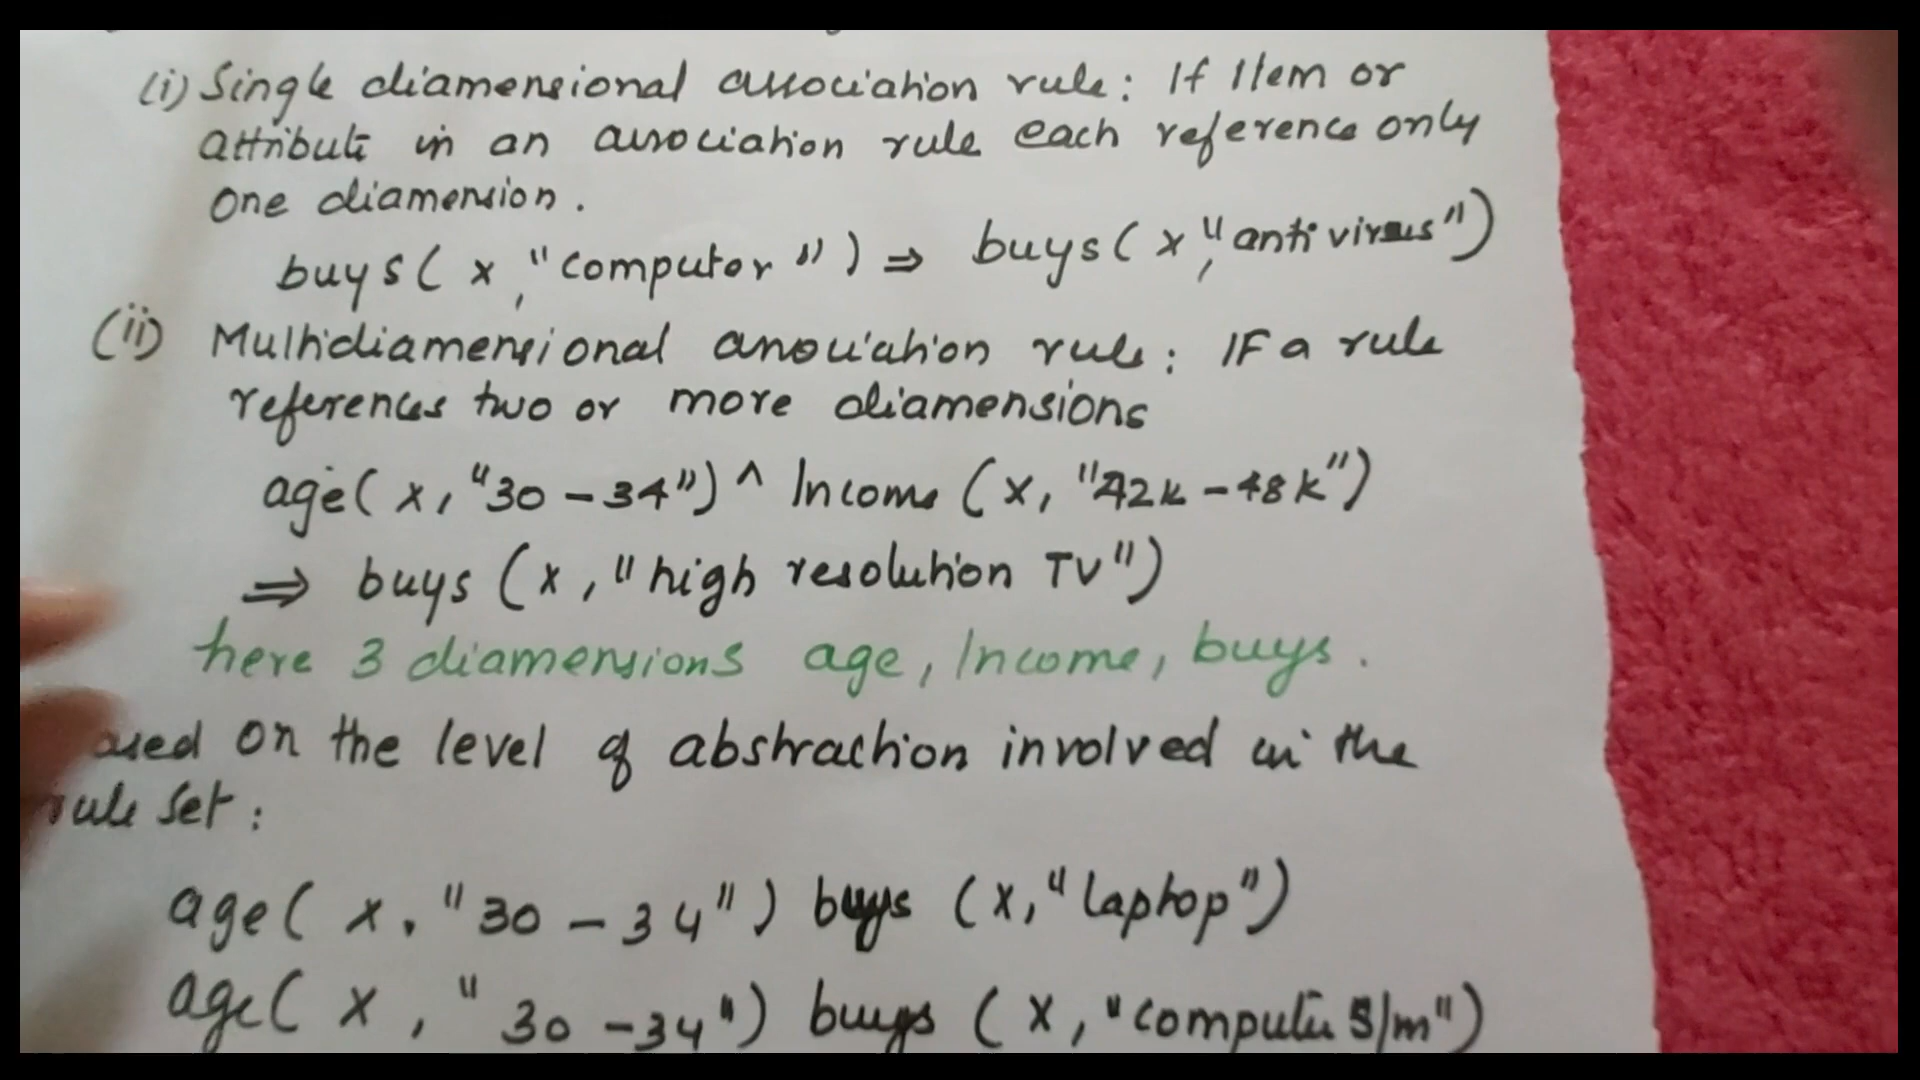 (i) Single diamensional association rule: If Item or
attribute in an association rule each reference only
one diamension.
buys( x, "computer") ⇒ buys( x, "anti virus")
(ii) Multidiamensional association rule: IF a rule
references two or more diamensions
age( x, "30 - 34") ^ Income (x, "42k - 48k")
⇒ buys (x, "high resolution TV")
here 3 diamensions age, Income, buys.
ased on the level of abstraction involved in the
rule set:
age( x, "30 - 34") buys (x, "laptop")
age( x, "30 - 34") buys ( x, "computer S/m")